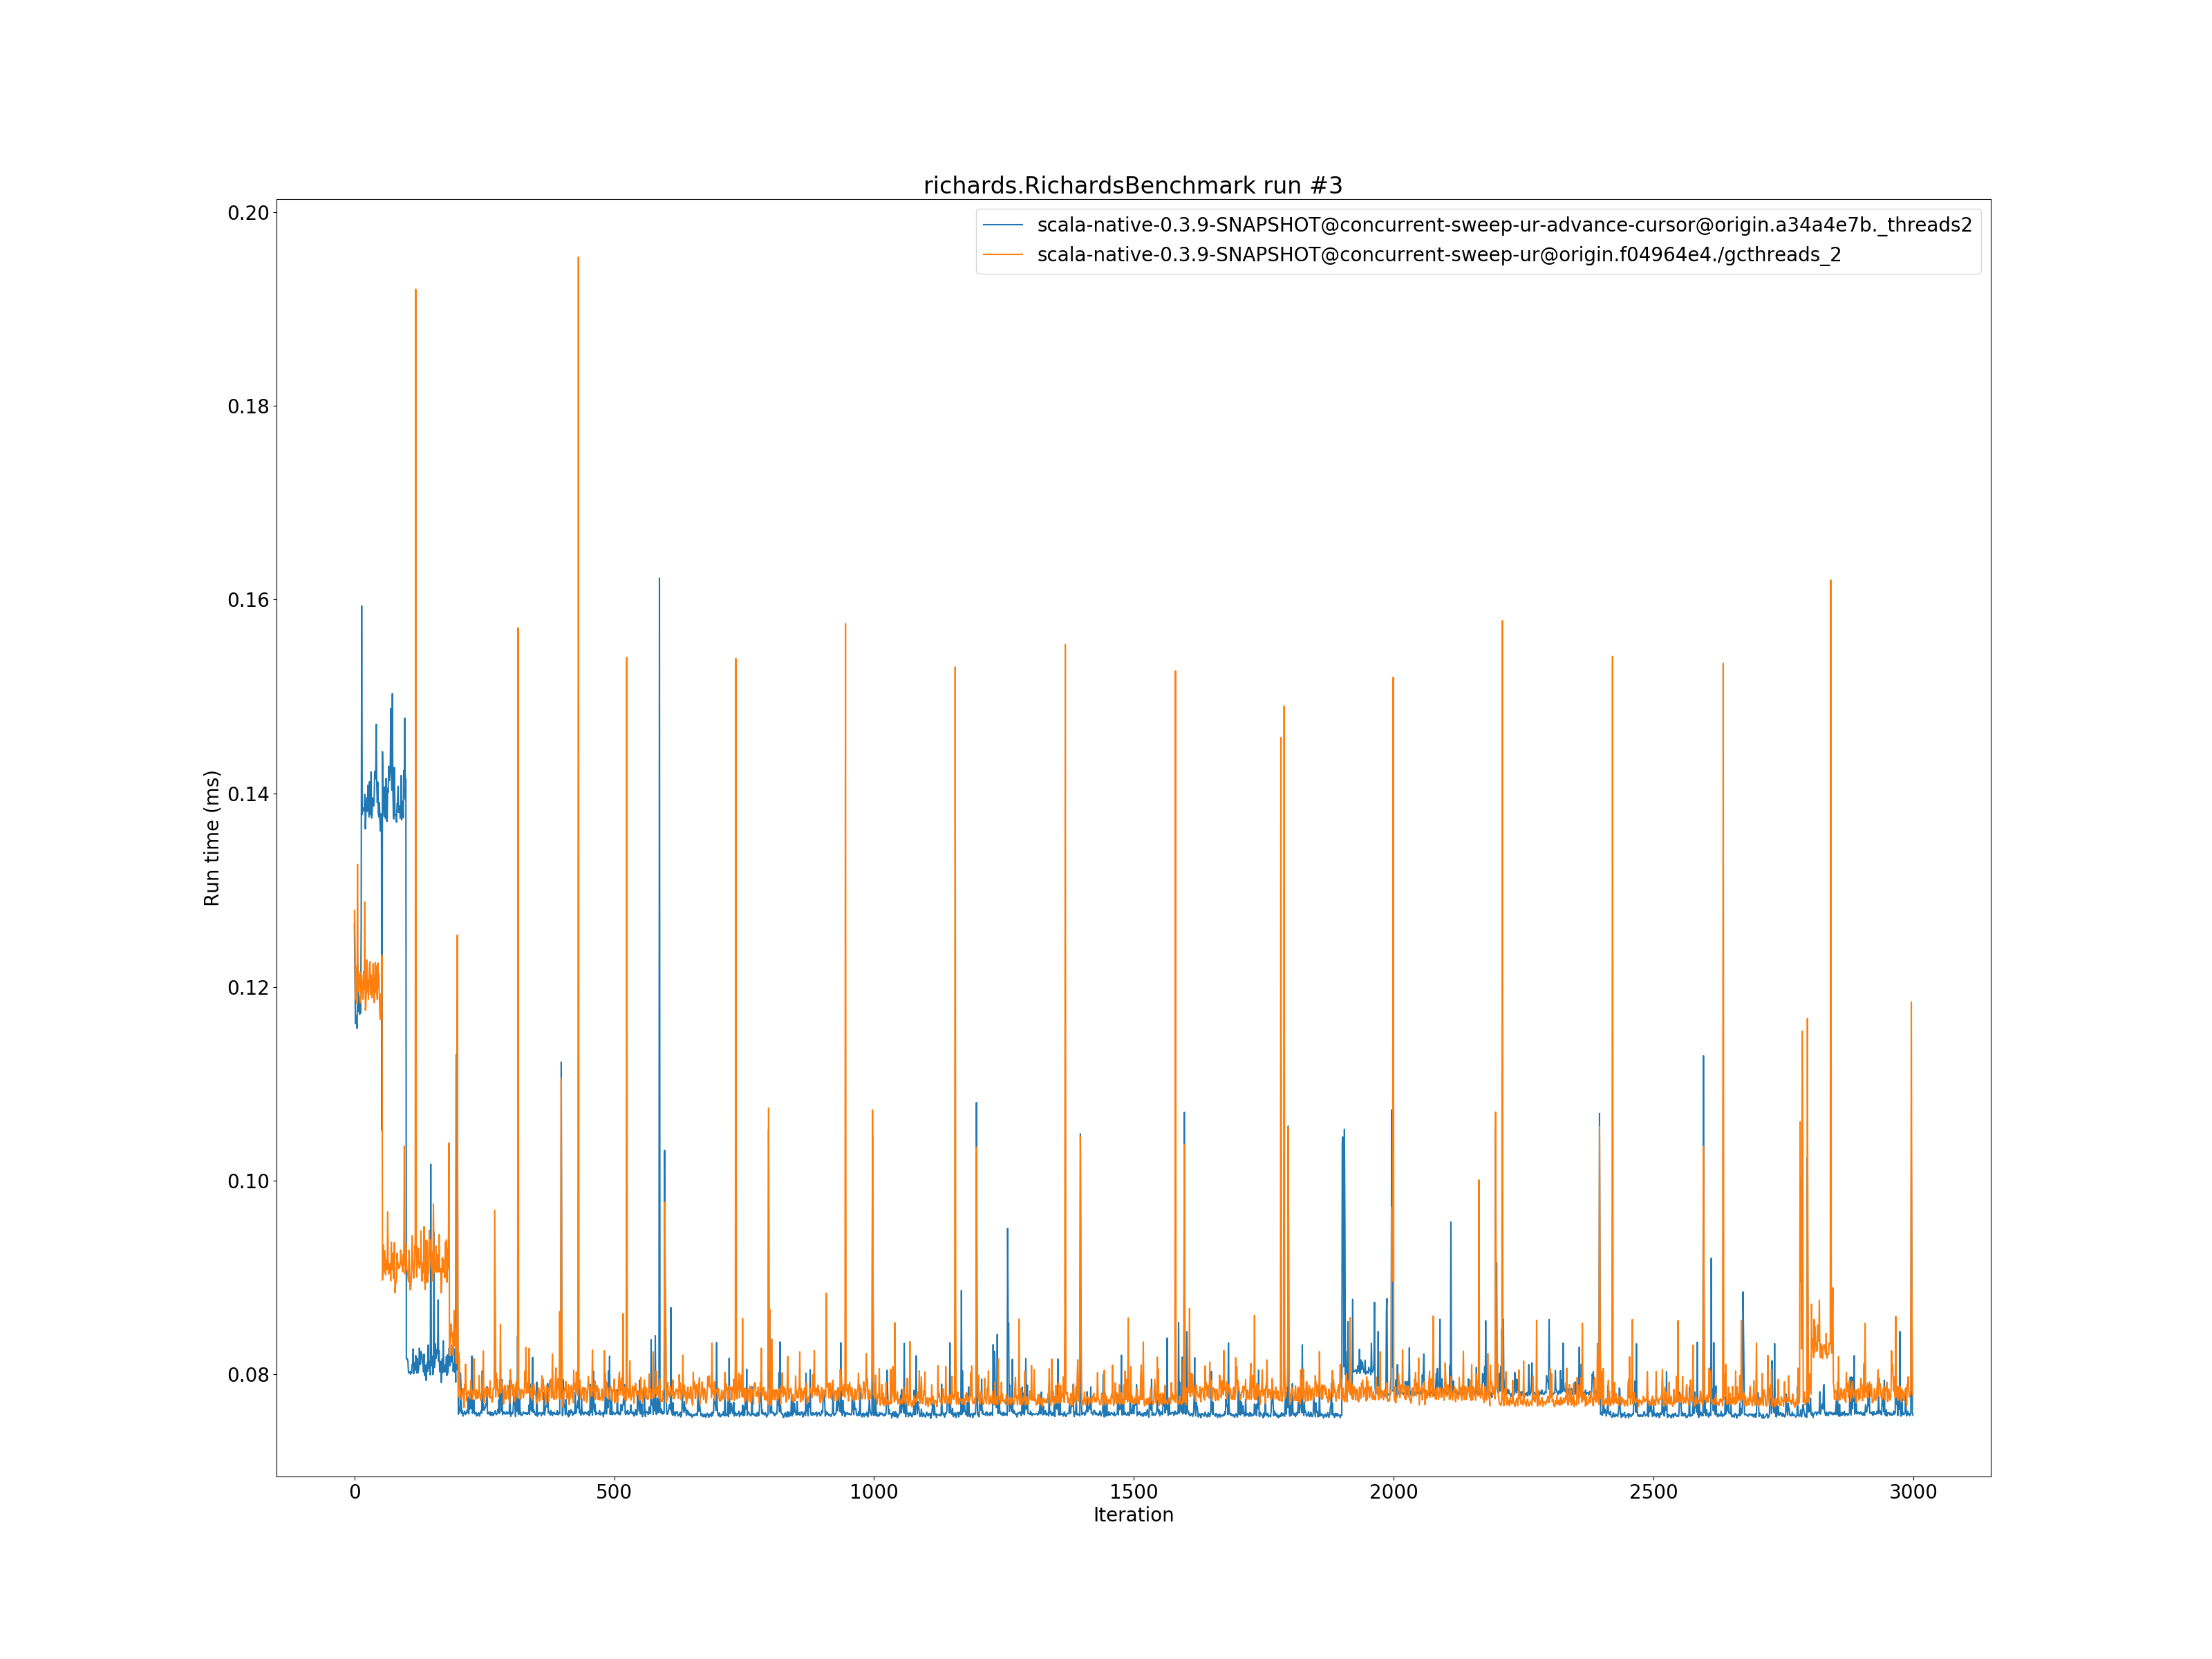 richards.RichardsBenchmark run #3
scala-native-0.3.9-SNAPSHOT@concurrent-sweep-ur-advance-cursor@origin.a34a4e7b._threads2
scala-native-0.3.9-SNAPSHOT@concurrent-sweep-ur@origin.f04964e4./gcthreads_2
0.20
0.18
0.16
0.14
0.12
0.10
0.08
Run time (ms)
0 500 1000 1500 2000 2500 3000
Iteration